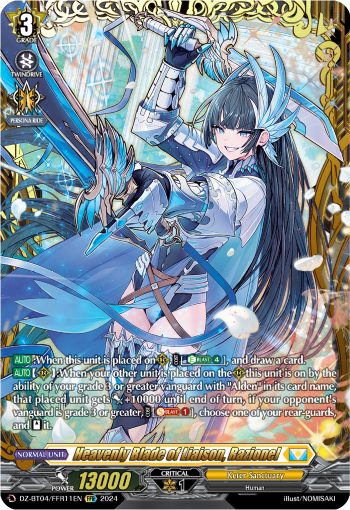 3
GRADE
TWINDRIVE
PERSONA RIDE
AUTO : When this unit is placed on R, COST [E-BLAST 4], and draw a card.
AUTO [R] : When your other unit is placed on the R this unit is on by the
ability of your grade 3 or greater vanguard with "Alden" in its card name,
that placed unit gets +10000 until end of turn, if your opponent's
vanguard is grade 3 or greater, COST [S-BLAST 1], choose one of your rear-guards,
and it.
NORMAL UNIT
Heavenly Blade of Liaison, Razionel
POWER 13000
CRITICAL
1
Keter Sanctuary
Human
DZ-BT04/FFR11EN FFR 2024
illust/NOMISAKI